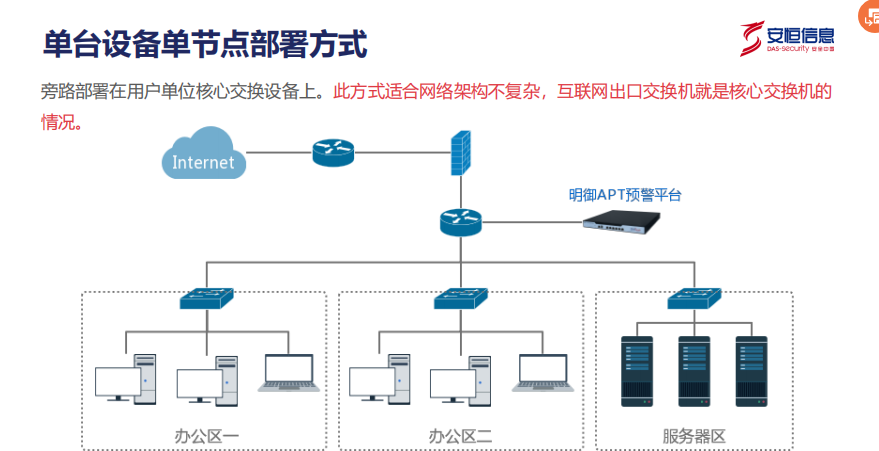 单台设备单节点部署方式
安恒信息
DAS-security 安全中国
旁路部署在用户单位核心交换设备上。此方式适合网络架构不复杂，互联网出口交换机就是核心交换机的
情况。
Internet
明御APT预警平台
办公区一
办公区二
服务器区